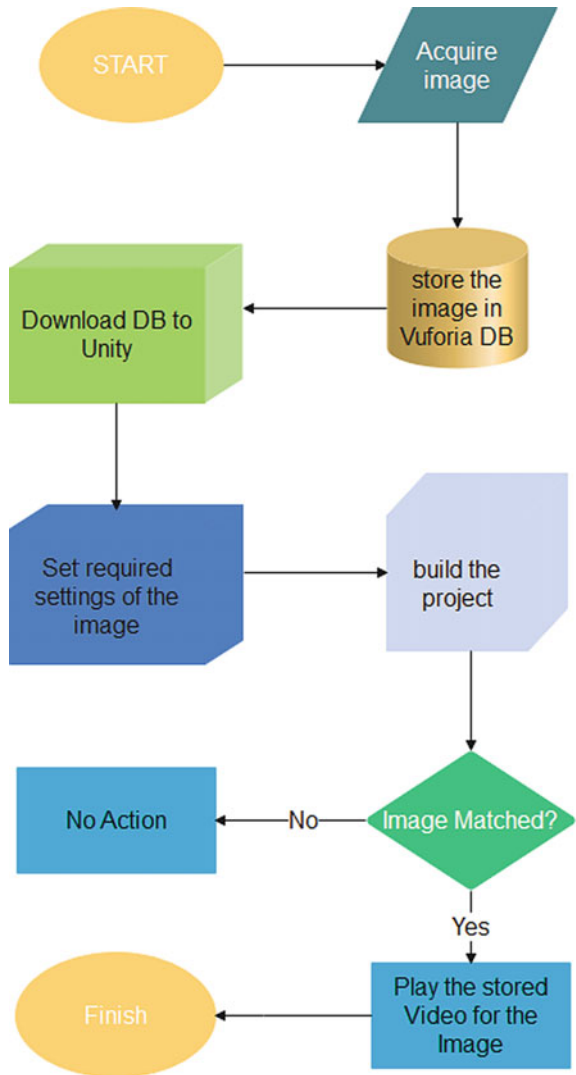 START
Acquire
image
store the
image in
Vuforia DB
Download DB to
Unity
Set required
settings of the
image
build the
project
Image Matched?
No
No Action
Yes
Play the stored
Video for the
Image
Finish